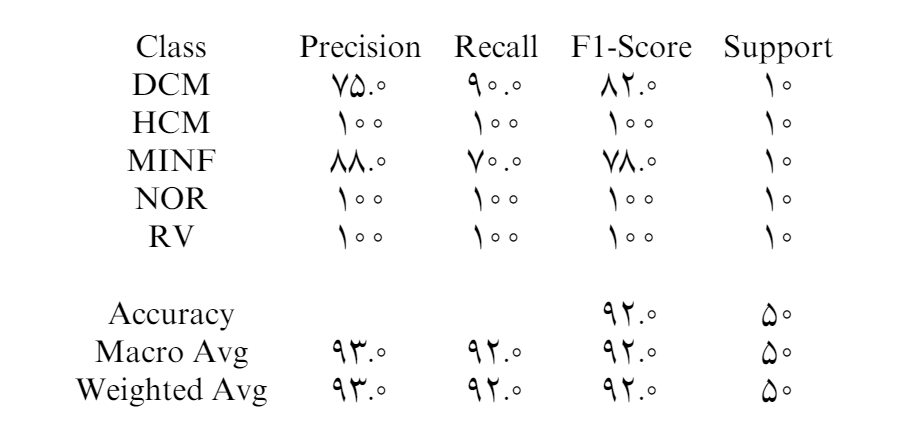 Class Precision Recall F1-Score Support
DCM ۷۵.۰ ۹۰.۰ ۸۲.۰ ۱۰
HCM ۱۰۰ ۱۰۰ ۱۰۰ ۱۰
MINF ۸۸.۰ ۷۰.۰ ۷۸.۰ ۱۰
NOR ۱۰۰ ۱۰۰ ۱۰۰ ۱۰
RV ۱۰۰ ۱۰۰ ۱۰۰ ۱۰
Accuracy ۹۲.۰ ۵۰
Macro Avg ۹۳.۰ ۹۲.۰ ۹۲.۰ ۵۰
Weighted Avg ۹۳.۰ ۹۲.۰ ۹۲.۰ ۵۰